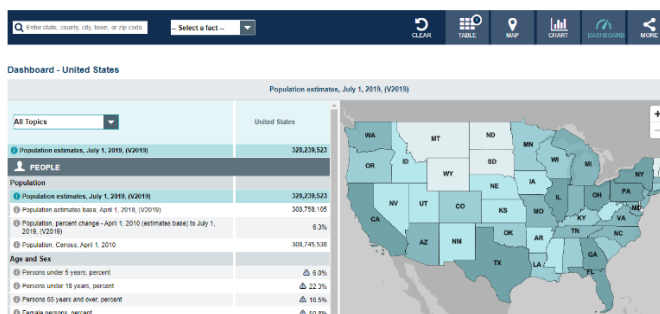 Enter state, county, city, town, or zip code
-- Select a fact --
CLEAR
TABLE
MAP
CHART
DASHBOARD
MORE
Dashboard - United States
Population estimates, July 1, 2019, (V2019)
All Topics
United States
Population estimates, July 1, 2019, (V2019) 328,239,523
PEOPLE
Population
Population estimates, July 1, 2019, (V2019) 328,239,523
Population estimates base, April 1, 2010, (V2019) 308,758,105
Population, percent change - April 1, 2010 (estimates base) to July 1,
2019, (V2019) 6.3%
Population, Census, April 1, 2010 308,745,538
Age and Sex
Persons under 5 years, percent 6.0%
Persons under 18 years, percent 22.3%
Persons 65 years and over, percent 16.5%
Female persons, percent 50.8%
WA
MT
ND
MN
OR
ID
SD
WI
MI
NY
WY
IA
NE
PA
NV
UT
CO
IL
OH
MD
KS
MO
KY
VA
CA
OK
TN
NC
AZ
NM
AR
TX
LA
GA
FL
+